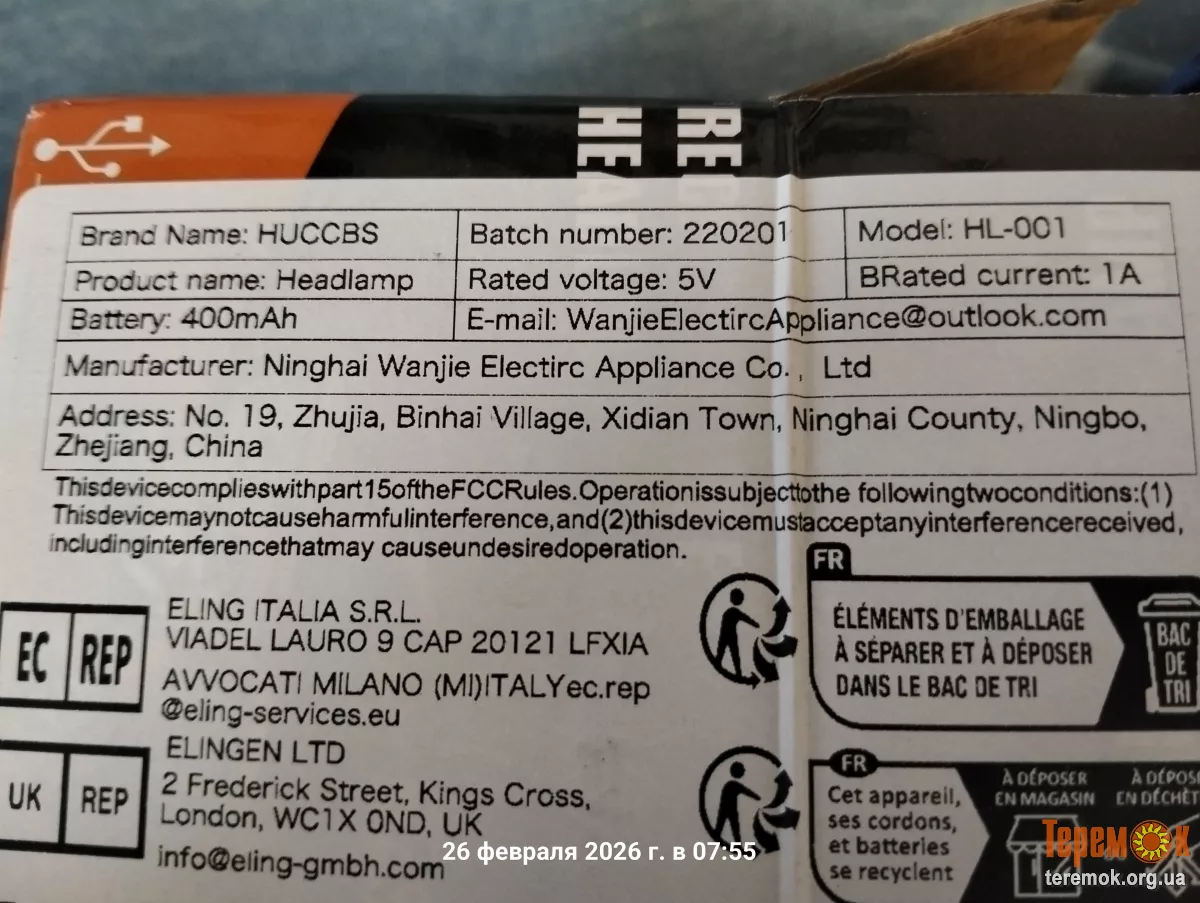 RE
HEA
Brand Name: HUCCBS
Batch number: 220201
Model: HL-001
Product name: Headlamp
Rated voltage: 5V
BRated current: 1A
Battery: 400mAh
E-mail: WanjieElectircAppliance@outlook.com
Manufacturer: Ninghai Wanjie Electirc Appliance Co., Ltd
Address: No. 19, Zhujia, Binhai Village, Xidian Town, Ninghai County, Ningbo,
Zhejiang, China
Thisdevicecomplieswithpart15oftheFCCRules.Operationissubjecttothe followingtwoconditions:(1)
Thisdevicemaynotcauseharmfulinterference,and(2)thisdevicemustacceptanyinterferencereceived,
includinginterferencethatmay causeundesiredoperation.
EC REP
ELING ITALIA S.R.L.
VIADEL LAURO 9 CAP 20121 LFXIA
AVVOCATI MILANO (MI)ITALYec.rep
@eling-services.eu
UK REP
ELINGEN LTD
2 Frederick Street, Kings Cross,
London, WC1X 0ND, UK
info@eling-gmbh.com
FR
ÉLÉMENTS D'EMBALLAGE
À SÉPARER ET À DÉPOSER
DANS LE BAC DE TRI
BAC
DE
TRI
FR
Cet appareil,
ses cordons,
et batteries
se recyclent
À DÉPOSER
EN MAGASIN
À DÉPOS
EN DÉCHÈT
26 февраля 2026 г. в 07:55
Теремок
teremok.org.ua